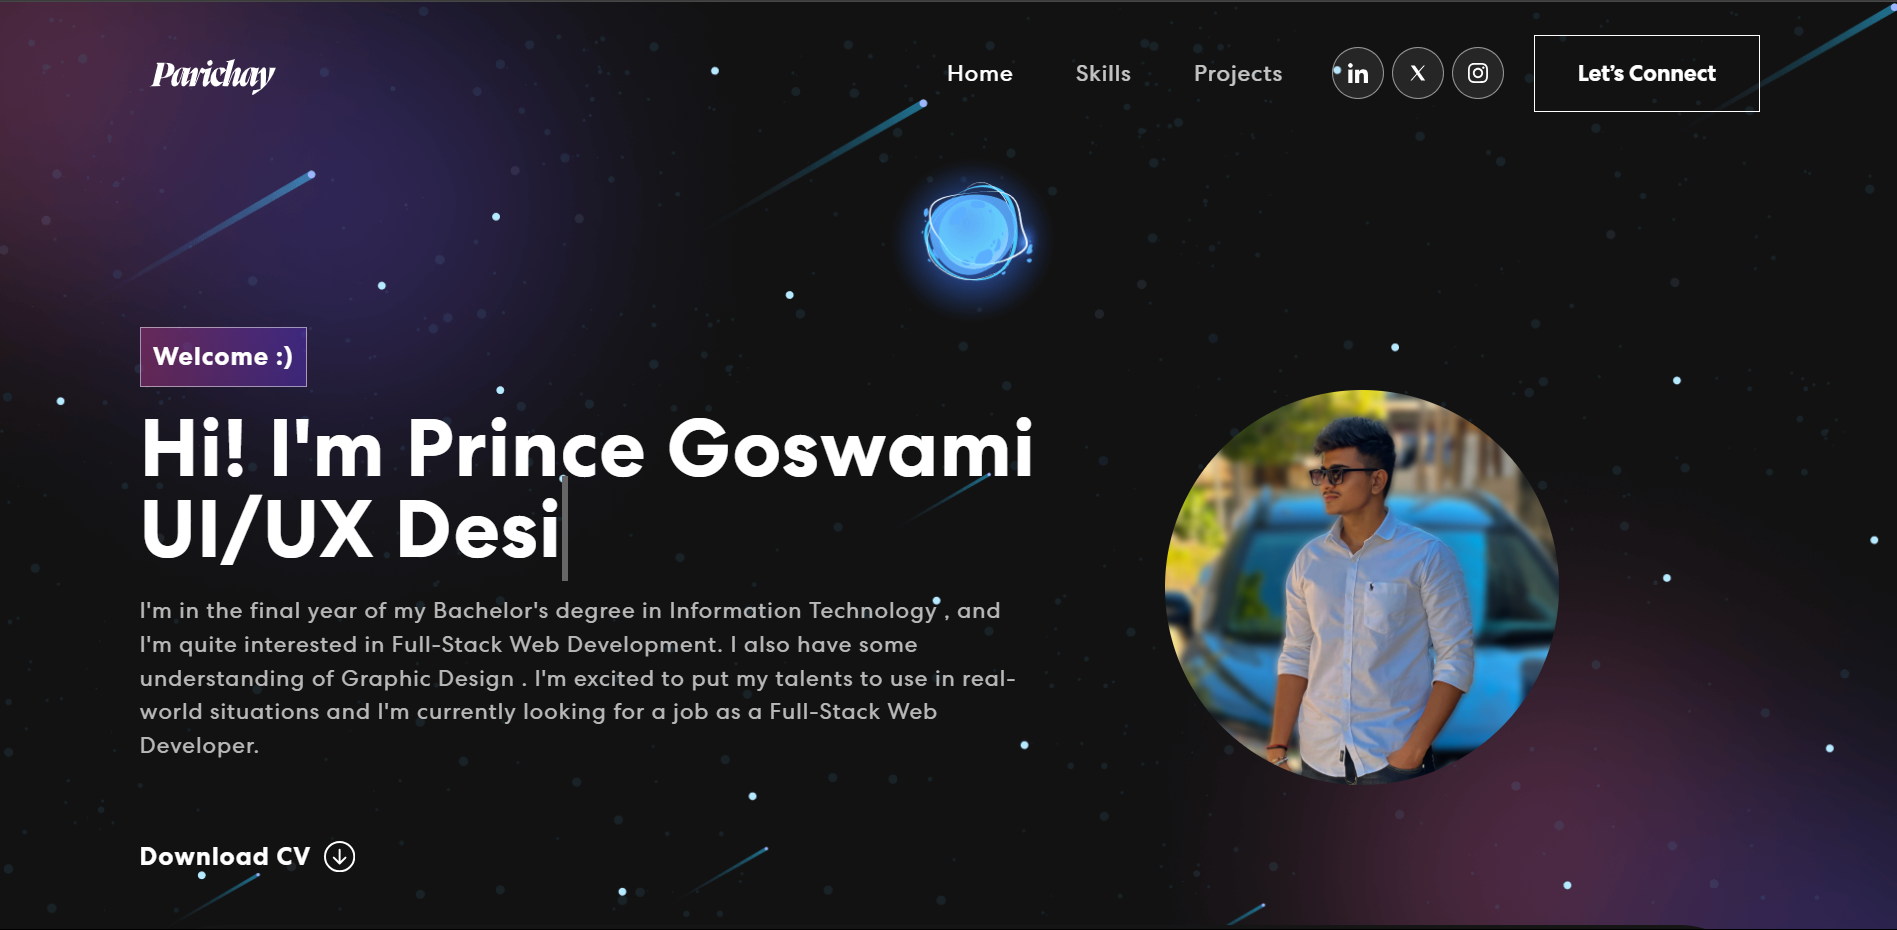 Parichay
Home Skills Projects in X Let's Connect
Welcome :)
Hi! I'm Prince Goswami
UI/UX Desi
I'm in the final year of my Bachelor's degree in Information Technology , and
I'm quite interested in Full-Stack Web Development. I also have some
understanding of Graphic Design . I'm excited to put my talents to use in real-
world situations and I'm currently looking for a job as a Full-Stack Web
Developer.
Download CV